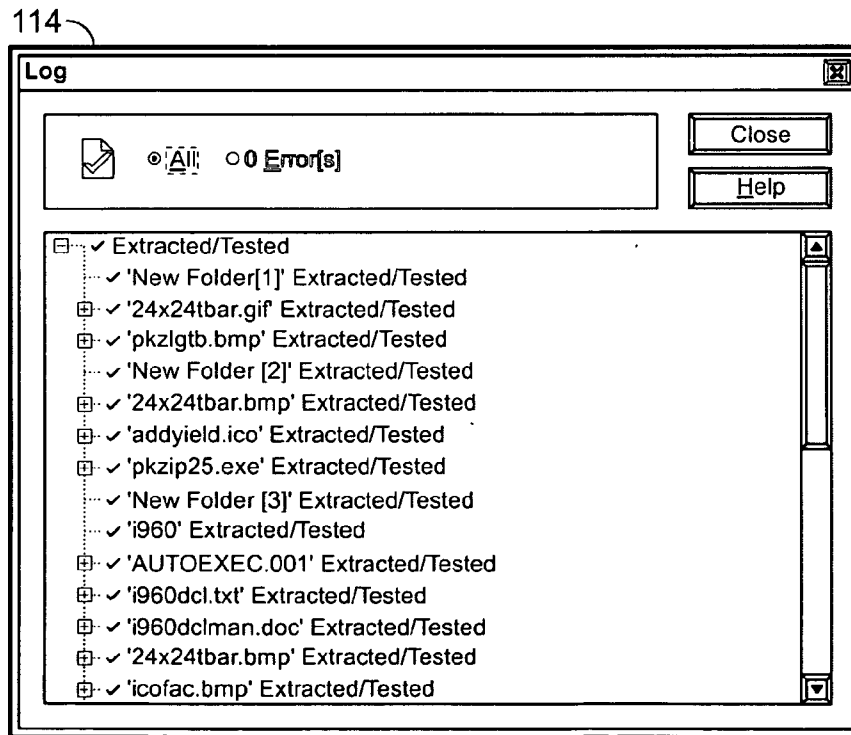 114
Log
All 0 Error[s]
Close
Help
Extracted/Tested
'New Folder[1]' Extracted/Tested
'24x24tbar.gif' Extracted/Tested
'pkzlgtb.bmp' Extracted/Tested
'New Folder [2]' Extracted/Tested
'24x24tbar.bmp' Extracted/Tested
'addyield.ico' Extracted/Tested
'pkzip25.exe' Extracted/Tested
'New Folder [3]' Extracted/Tested
'i960' Extracted/Tested
'AUTOEXEC.001' Extracted/Tested
'i960dcl.txt' Extracted/Tested
'i960dclman.doc' Extracted/Tested
'24x24tbar.bmp' Extracted/Tested
'icofac.bmp' Extracted/Tested